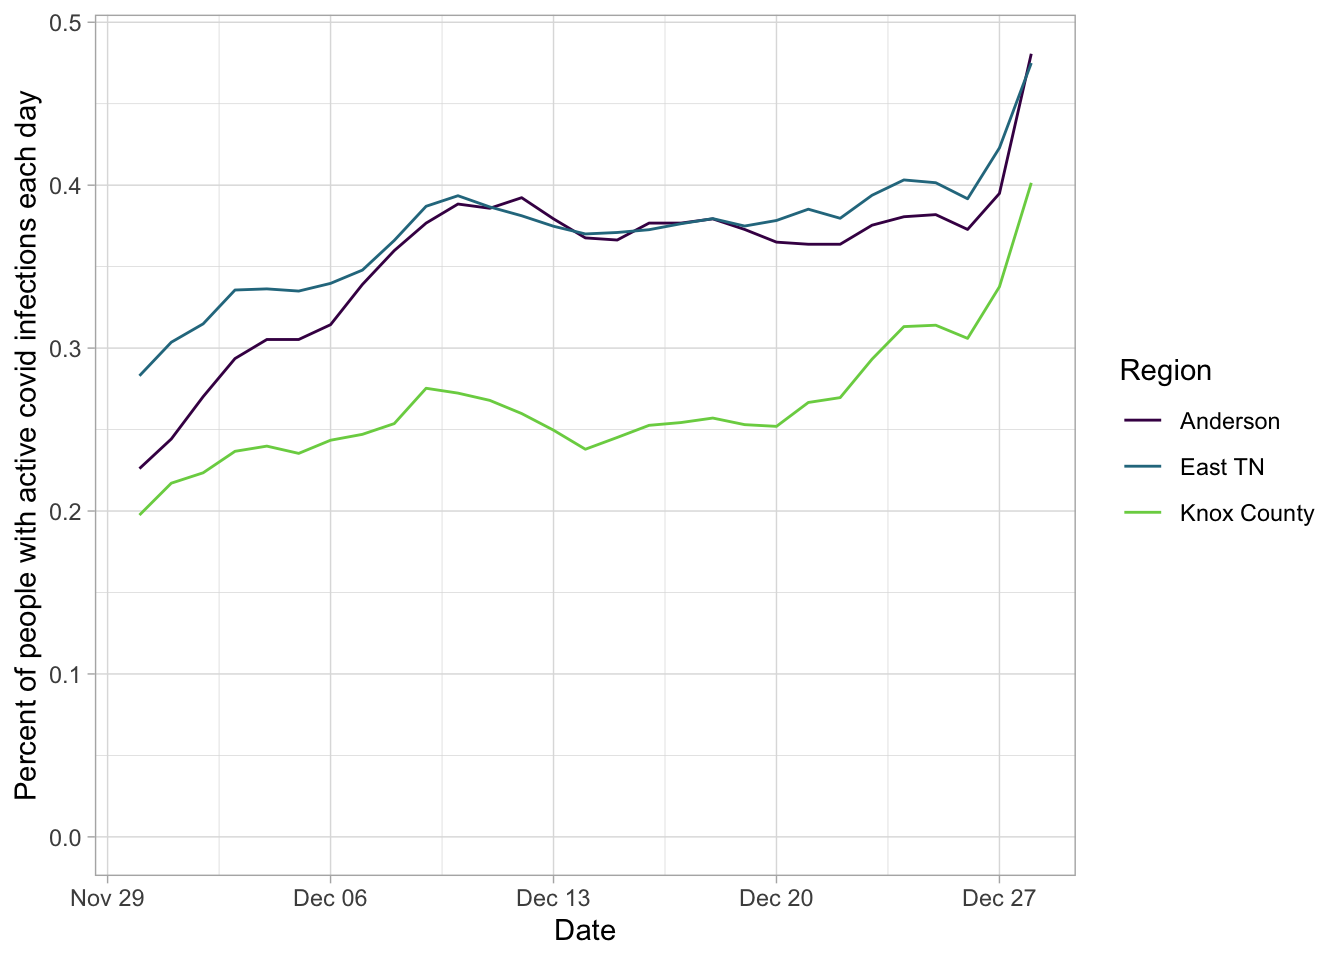 Percent of people with active covid infections each day
0.5
0.4
0.3
0.2
0.1
0.0
Nov 29
Dec 06
Dec 13
Dec 20
Dec 27
Date
Region
Anderson
East TN
Knox County